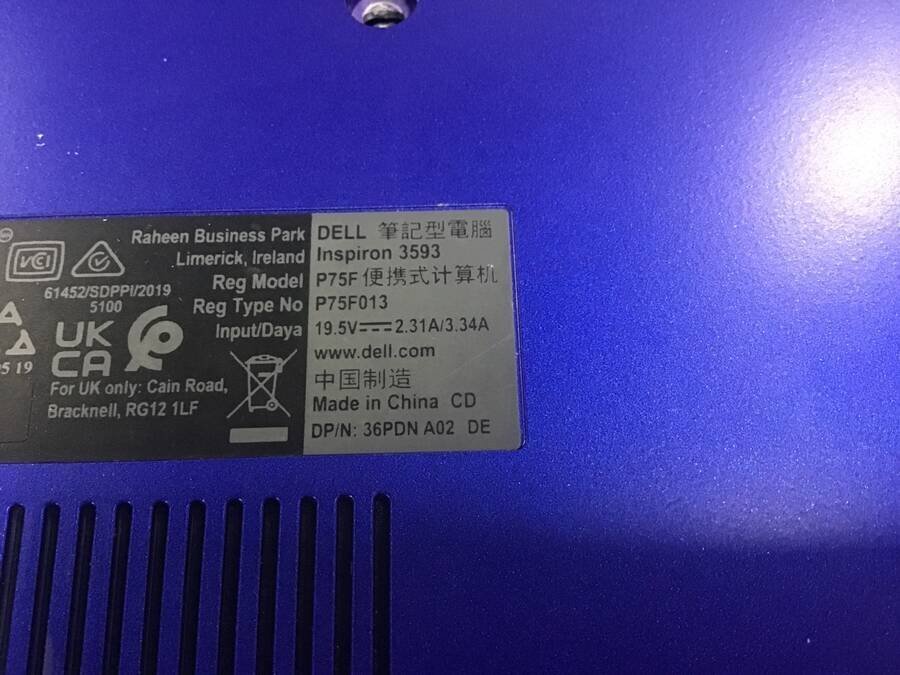 Raheen Business Park
Limerick, Ireland
Reg Model
Reg Type No
Input/Daya
VCI
61452/SDPPI/2019
5100
UK
CA
For UK only: Cain Road,
Bracknell, RG12 1LF
5 19
DELL 筆記型電腦
Inspiron 3593
P75F 便携式计算机
P75F013
19.5V⎓2.31A/3.34A
www.dell.com
中国制造
Made in China CD
DP/N: 36PDN A02 DE